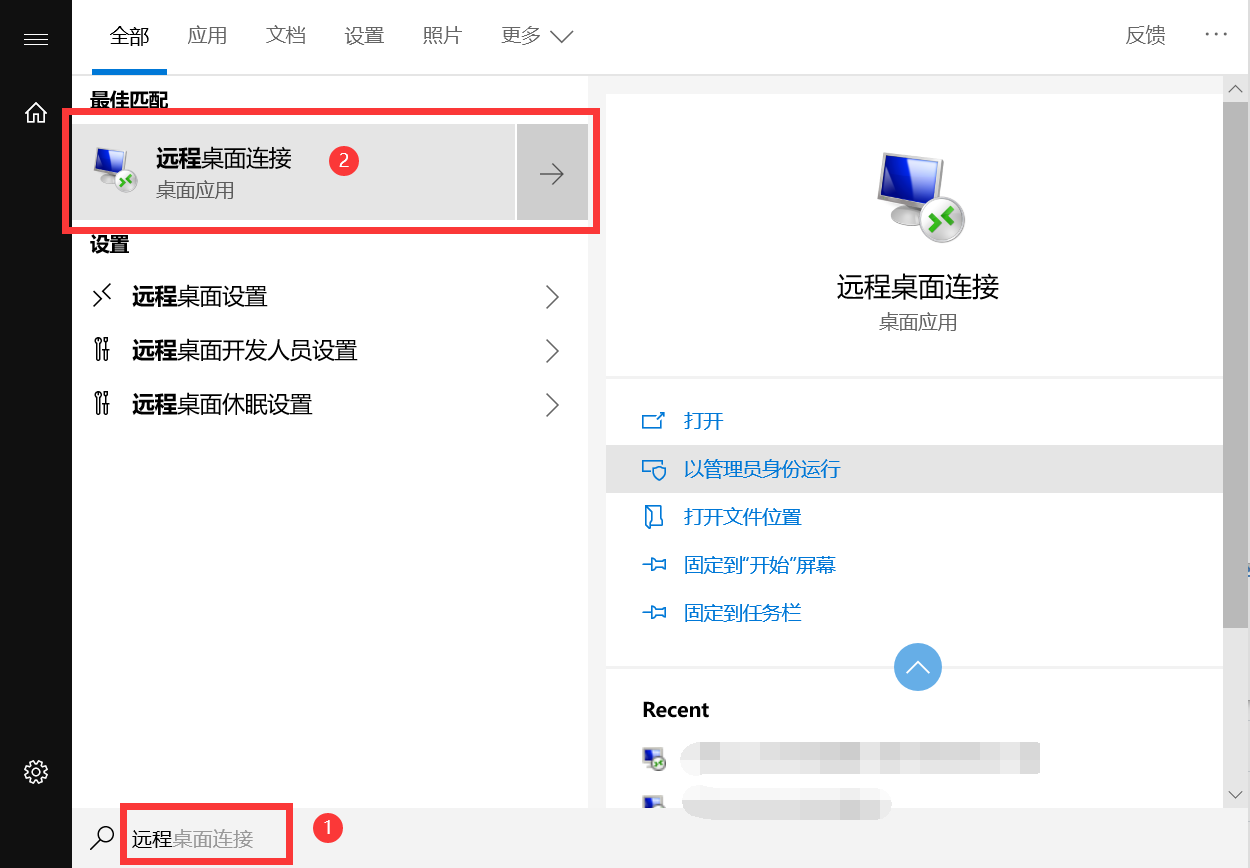 全部 应用 文档 设置 照片 更多 反馈 ...
最佳匹配
远程桌面连接 2
桌面应用
设置
远程桌面设置
远程桌面开发人员设置
远程桌面休眠设置
远程桌面连接
桌面应用
打开
以管理员身份运行
打开文件位置
固定到“开始”屏幕
固定到任务栏
Recent
远程桌面连接 1